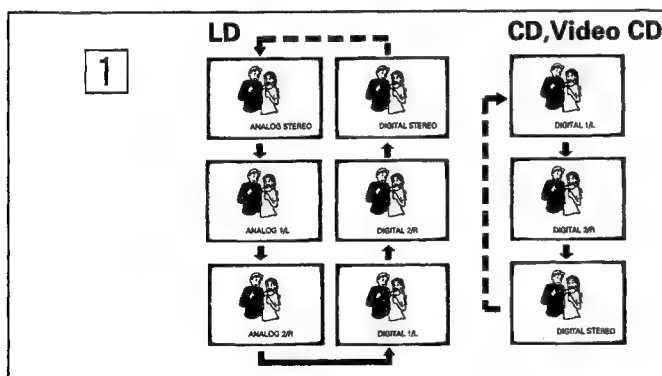 LD
CD,Video CD
1
ANALOG STEREO
DIGITAL STEREO
DIGITAL 1/L
ANALOG 1/L
DIGITAL 2/R
DIGITAL 2/R
ANALOG 2/R
DIGITAL 1/L
DIGITAL STEREO